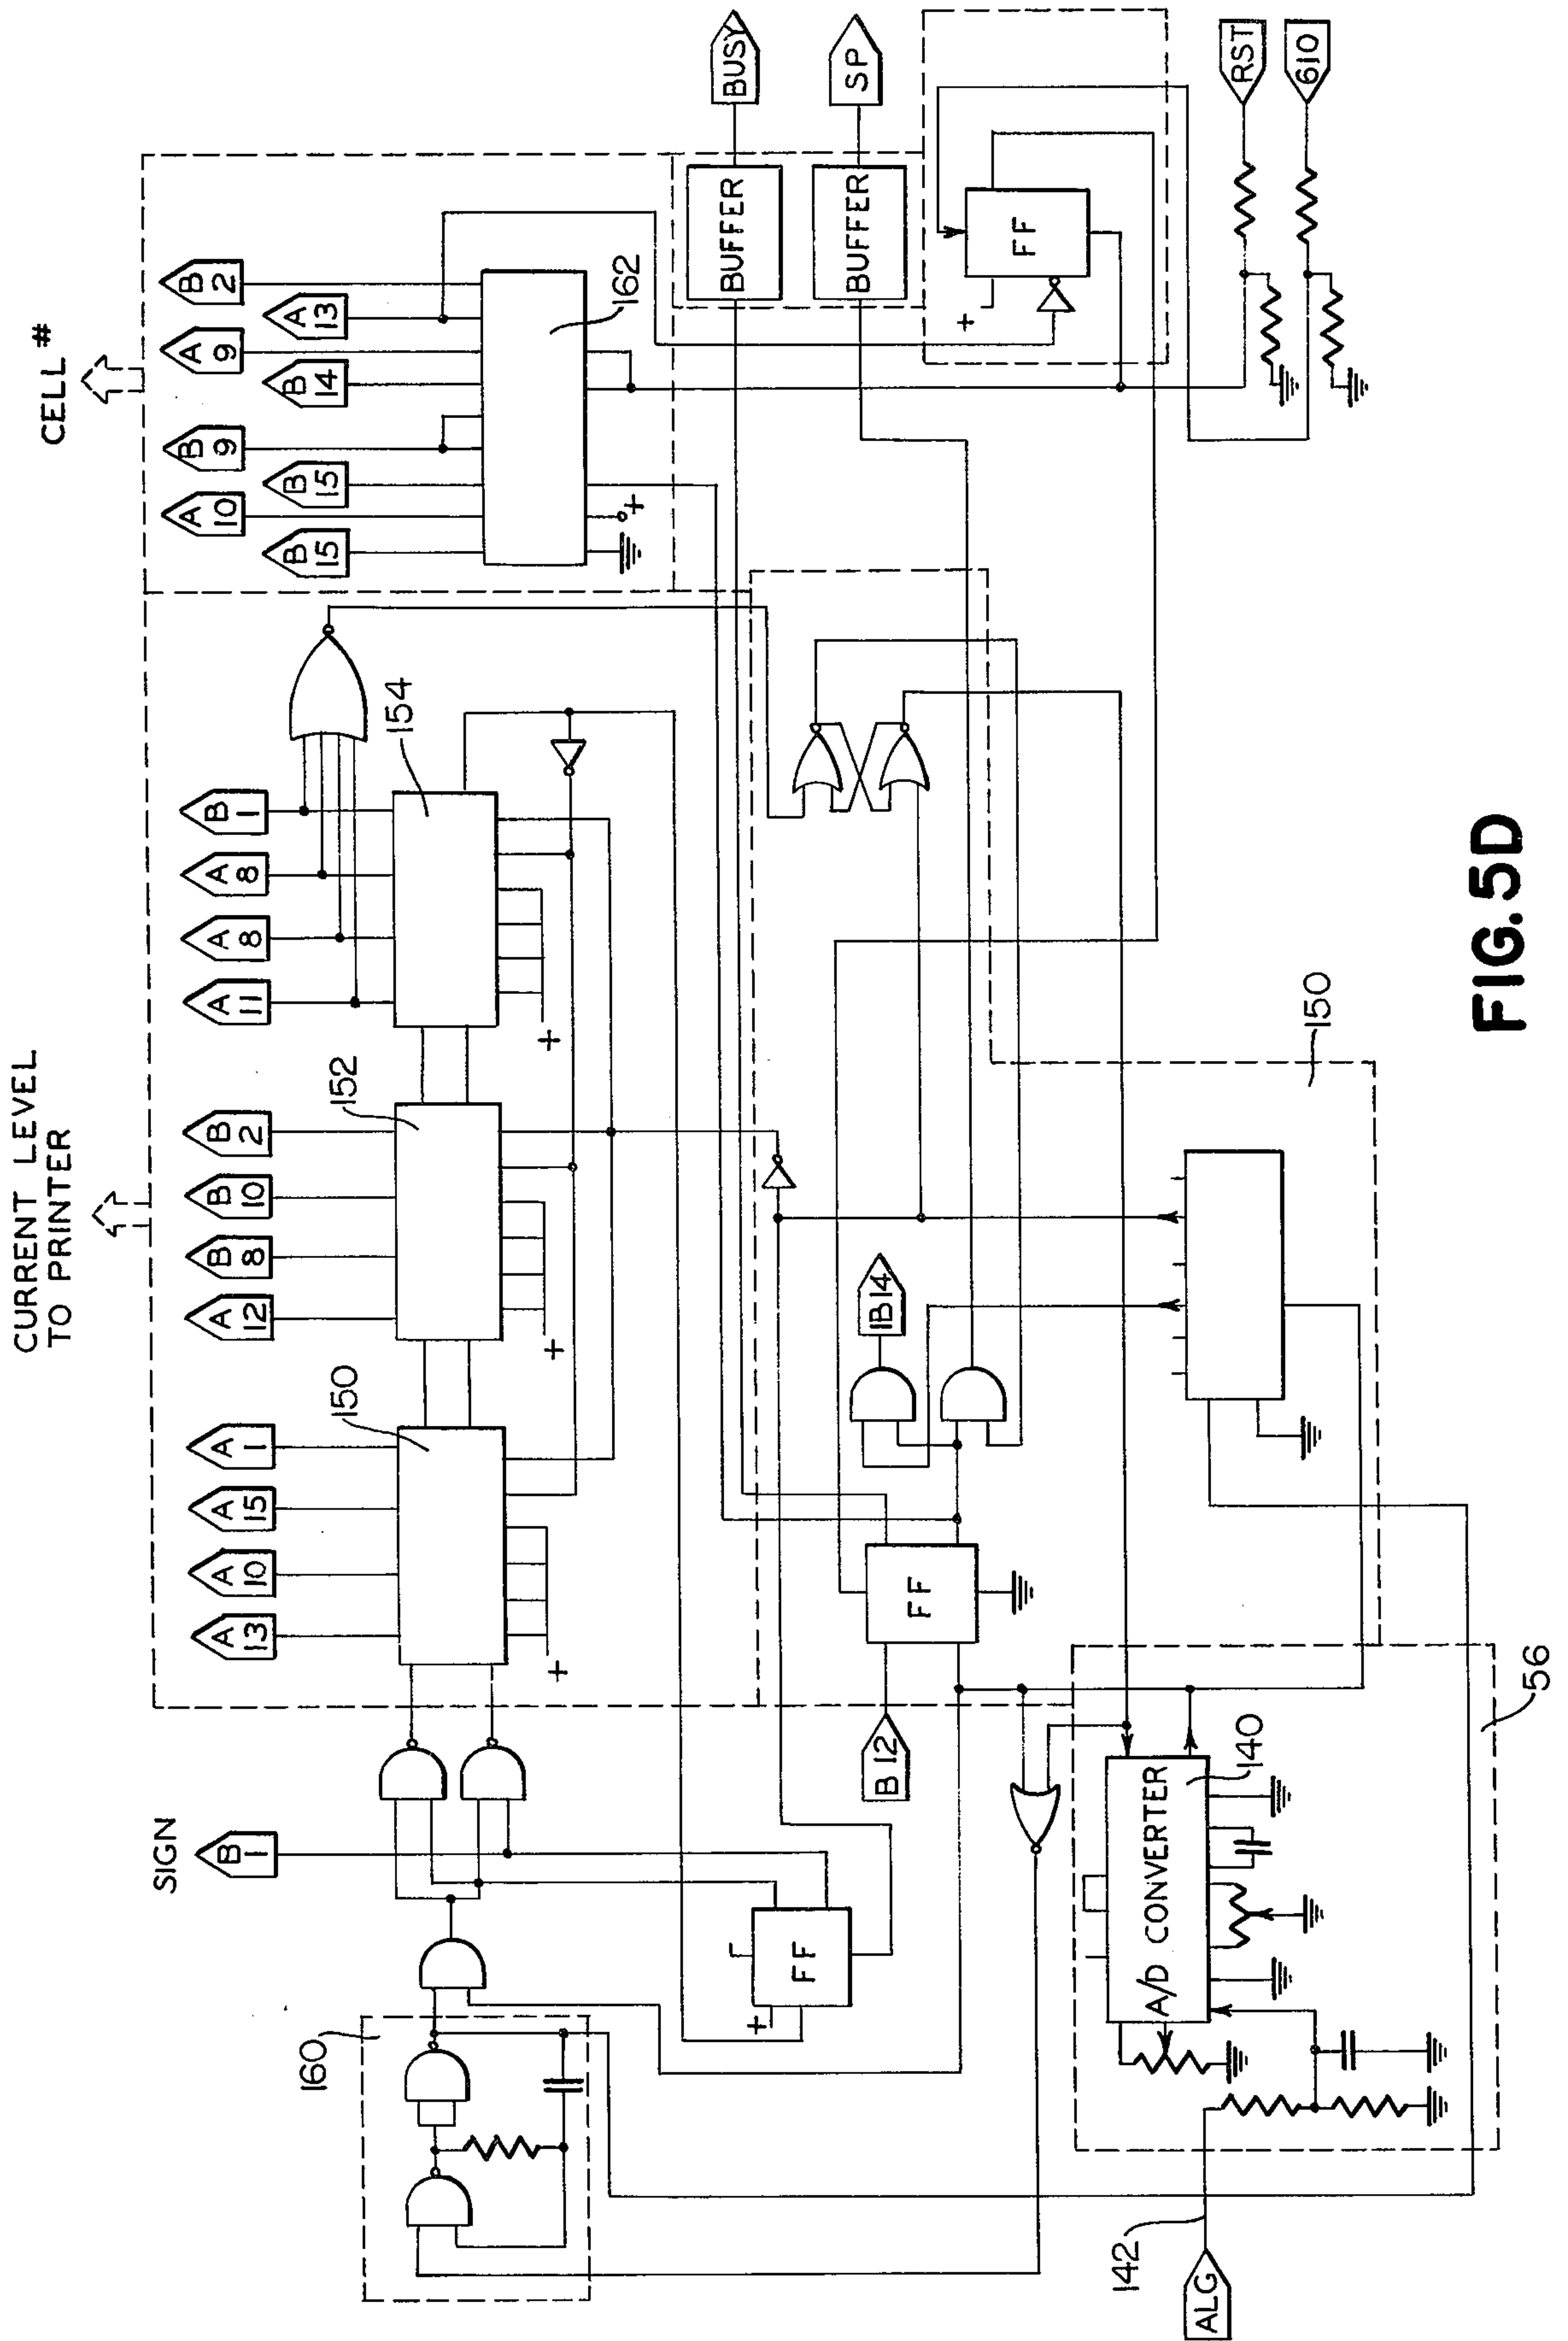 CURRENT LEVEL
TO PRINTER
CELL #
SIGN
B
1
A
13
A
10
A
15
A
1
A
12
B
8
B
10
B
2
A
11
A
8
A
8
B
1
B
15
A
10
B
15
B
9
B
14
A
9
A
13
B
2
150
152
154
160
162
BUSY
SP
BUFFER
BUFFER
FF
+
RST
610
+
+
+
+
+
FF
FF
B 12
1B14
150
A/D CONVERTER
140
56
142
ALG
FIG. 5D